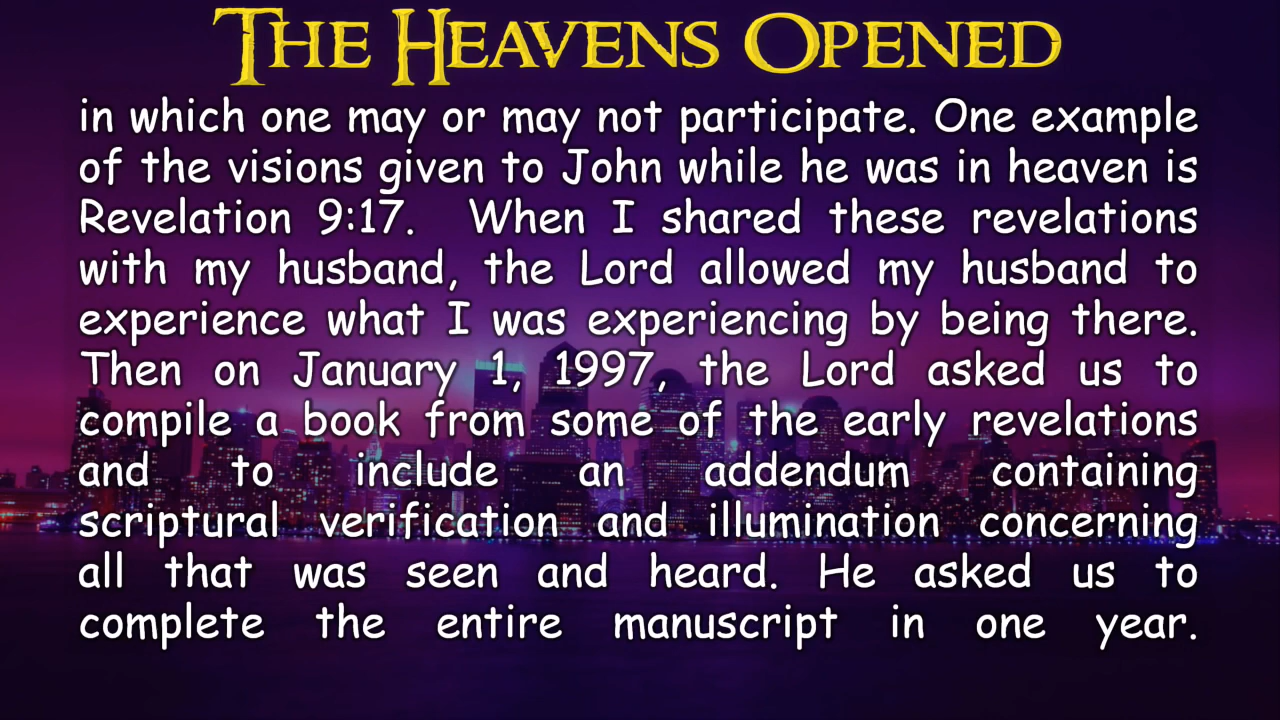 THE HEAVENS OPENED
in which one may or may not participate. One example
of the visions given to John while he was in heaven is
Revelation 9:17. When I shared these revelations
with my husband, the Lord allowed my husband to
experience what I was experiencing by being there.
Then on January 1, 1997, the Lord asked us to
compile a book from some of the early revelations
and to include an addendum containing
scriptural verification and illumination concerning
all that was seen and heard. He asked us to
complete the entire manuscript in one year.